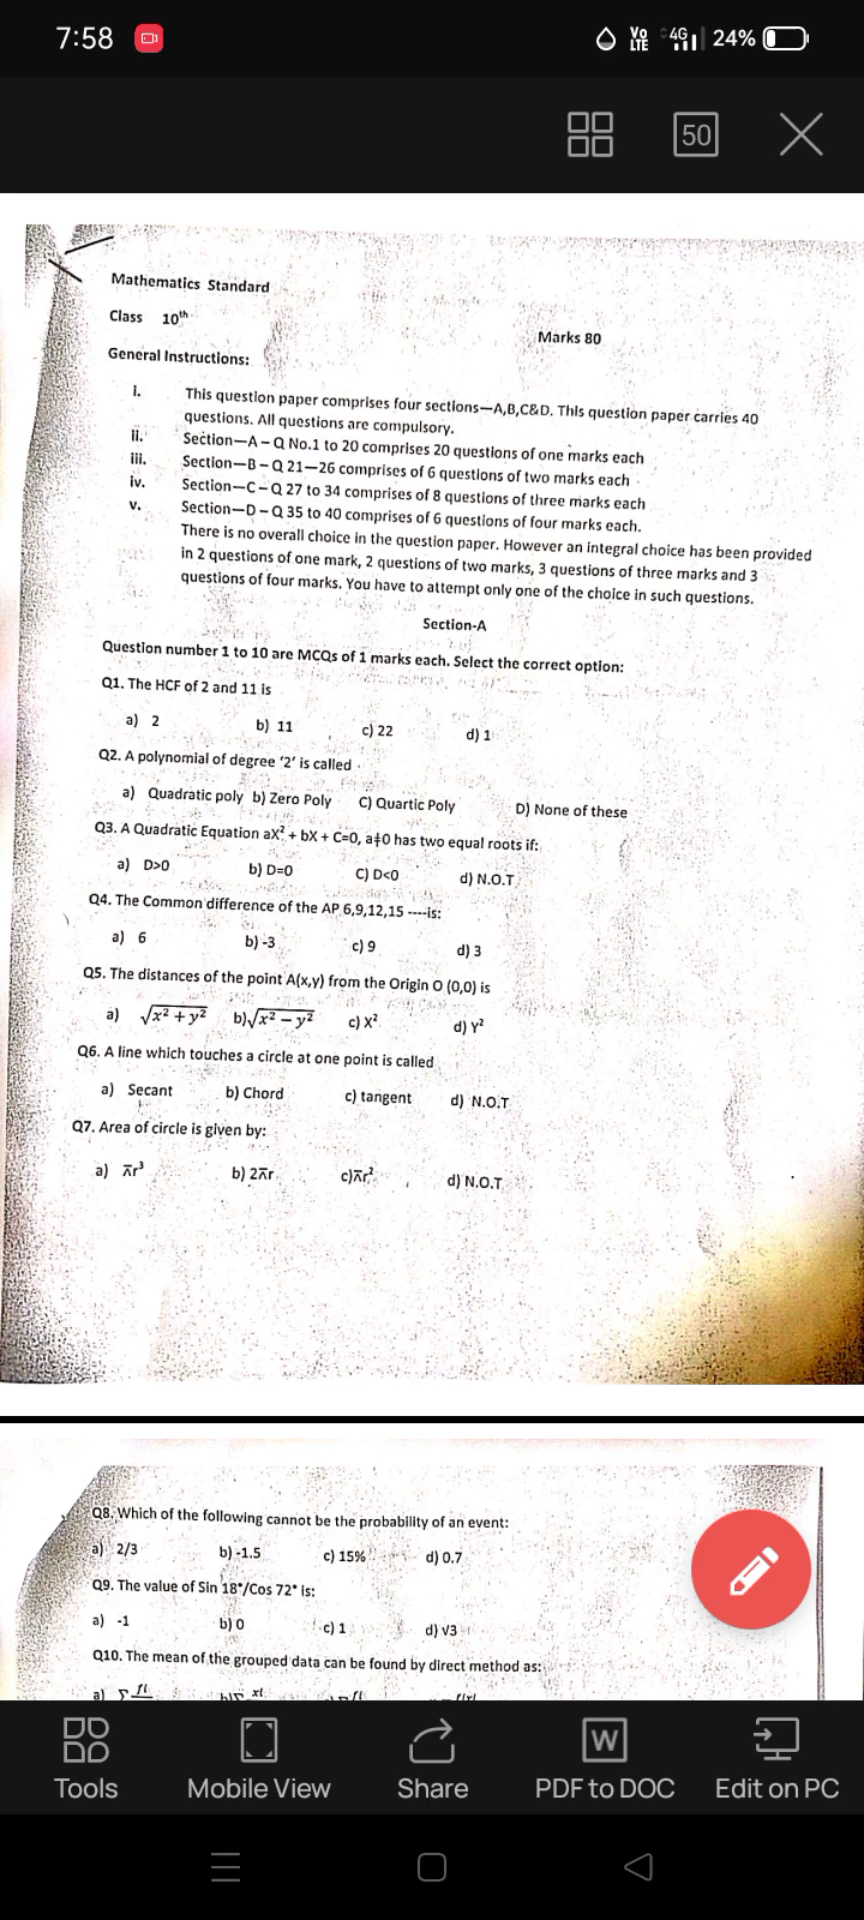 7:58
Vo LTE 4G 24%
50
Mathematics Standard
Class 10th
Marks 80
General Instructions:
i. This question paper comprises four sections—A,B,C&D. This question paper carries 40
questions. All questions are compulsory.
ii. Section—A – Q No.1 to 20 comprises 20 questions of one marks each
iii. Section—B – Q 21—26 comprises of 6 questions of two marks each
iv. Section—C – Q 27 to 34 comprises of 8 questions of three marks each
v. Section—D – Q 35 to 40 comprises of 6 questions of four marks each.
There is no overall choice in the question paper. However an integral choice has been provided
in 2 questions of one mark, 2 questions of two marks, 3 questions of three marks and 3
questions of four marks. You have to attempt only one of the choice in such questions.
Section-A
Question number 1 to 10 are MCQs of 1 marks each. Select the correct option:
Q1. The HCF of 2 and 11 is
a) 2 b) 11 c) 22 d) 1
Q2. A polynomial of degree ‘2’ is called
a) Quadratic poly b) Zero Poly C) Quartic Poly D) None of these
Q3. A Quadratic Equation aX² + bX + C=0, a‡0 has two equal roots if:
a) D>0 b) D=0 C) D<0 d) N.O.T
Q4. The Common difference of the AP 6,9,12,15 ----is:
a) 6 b) -3 c) 9 d) 3
Q5. The distances of the point A(x,y) from the Origin O (0,0) is
a) √x² + y² b)√x² – y² c) X² d) Y²
Q6. A line which touches a circle at one point is called
a) Secant b) Chord c) tangent d) N.O.T
Q7. Area of circle is given by:
a) πr³ b) 2πr c)πr² d) N.O.T
Q8. Which of the following cannot be the probability of an event:
a) 2/3 b) -1.5 c) 15% d) 0.7
Q9. The value of Sin 18°/Cos 72° is:
a) -1 b) 0 c) 1 d) √3
Q10. The mean of the grouped data can be found by direct method as:
Tools Mobile View Share PDF to DOC Edit on PC